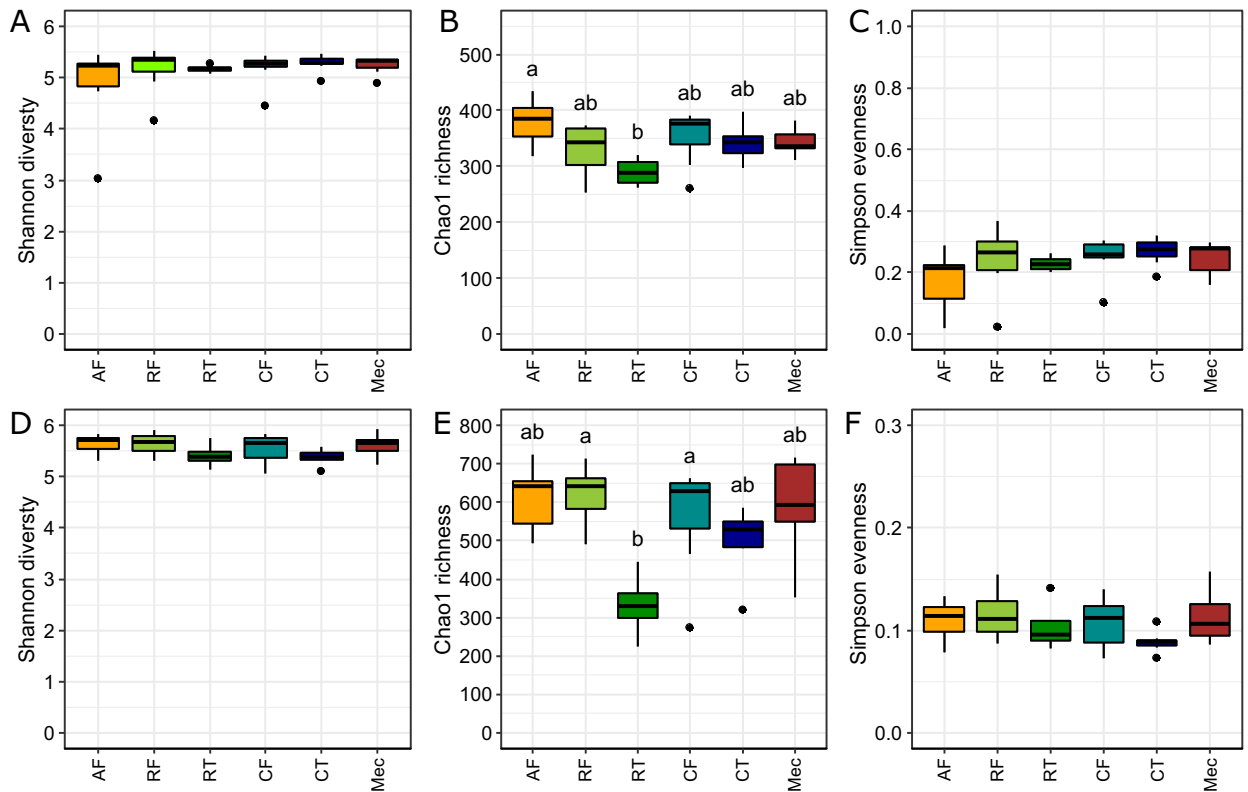 A
Shannon diversty
6
5
4
3
2
1
0
AF
RF
RT
CF
CT
Mec
B
Chao1 richness
500
400
300
200
100
0
a
ab
b
ab
ab
ab
AF
RF
RT
CF
CT
Mec
C
Simpson evenness
1.0
0.8
0.6
0.4
0.2
0.0
AF
RF
RT
CF
CT
Mec
D
Shannon diversty
6
5
4
3
2
1
0
AF
RF
RT
CF
CT
Mec
E
Chao1 richness
800
700
600
500
400
300
200
100
0
ab
a
b
a
ab
ab
AF
RF
RT
CF
CT
Mec
F
Simpson evenness
0.3
0.2
0.1
0.0
AF
RF
RT
CF
CT
Mec